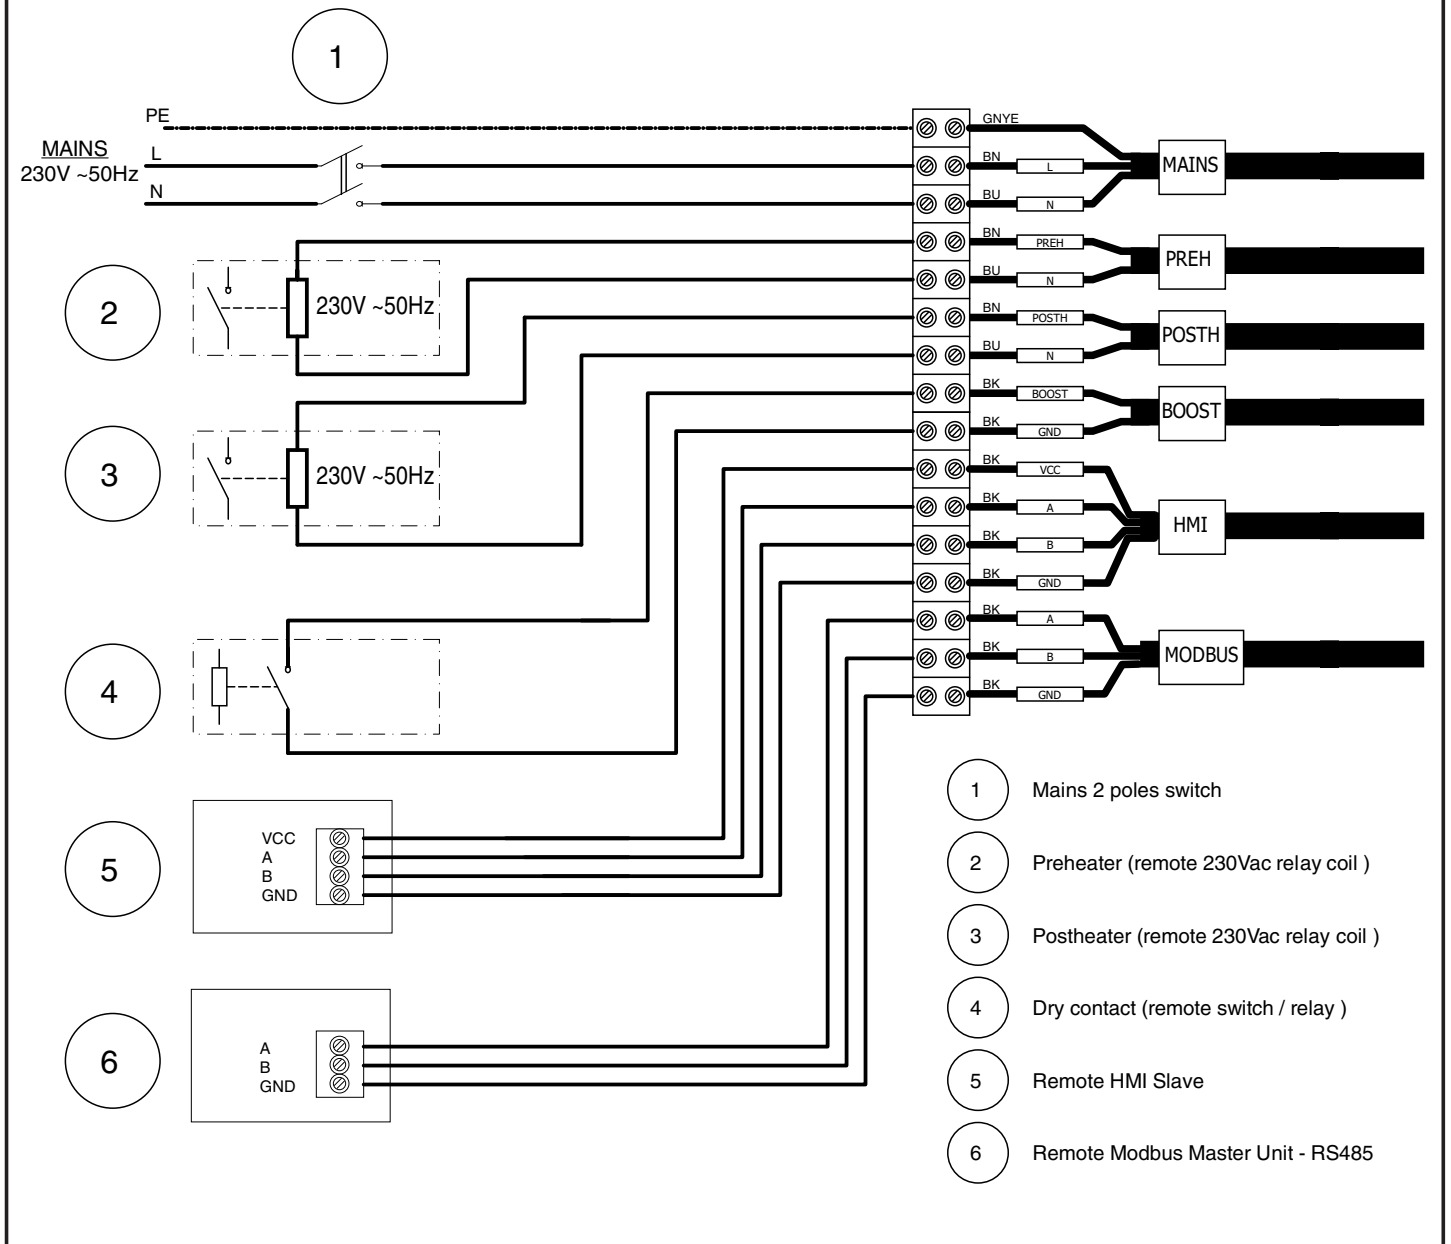 1
PE
MAINS
230V ~50Hz
L
N
GNYE
BN
L
BU
N
MAINS
BN
PREH
BU
N
PREH
BN
POSTH
BU
N
POSTH
BK
BOOST
BK
GND
BOOST
BK
VCC
BK
A
BK
B
BK
GND
HMI
BK
A
BK
B
BK
GND
MODBUS
2
230V ~50Hz
3
230V ~50Hz
4
5
VCC
A
B
GND
6
A
B
GND
1 Mains 2 poles switch
2 Preheater (remote 230Vac relay coil )
3 Postheater (remote 230Vac relay coil )
4 Dry contact (remote switch / relay )
5 Remote HMI Slave
6 Remote Modbus Master Unit - RS485